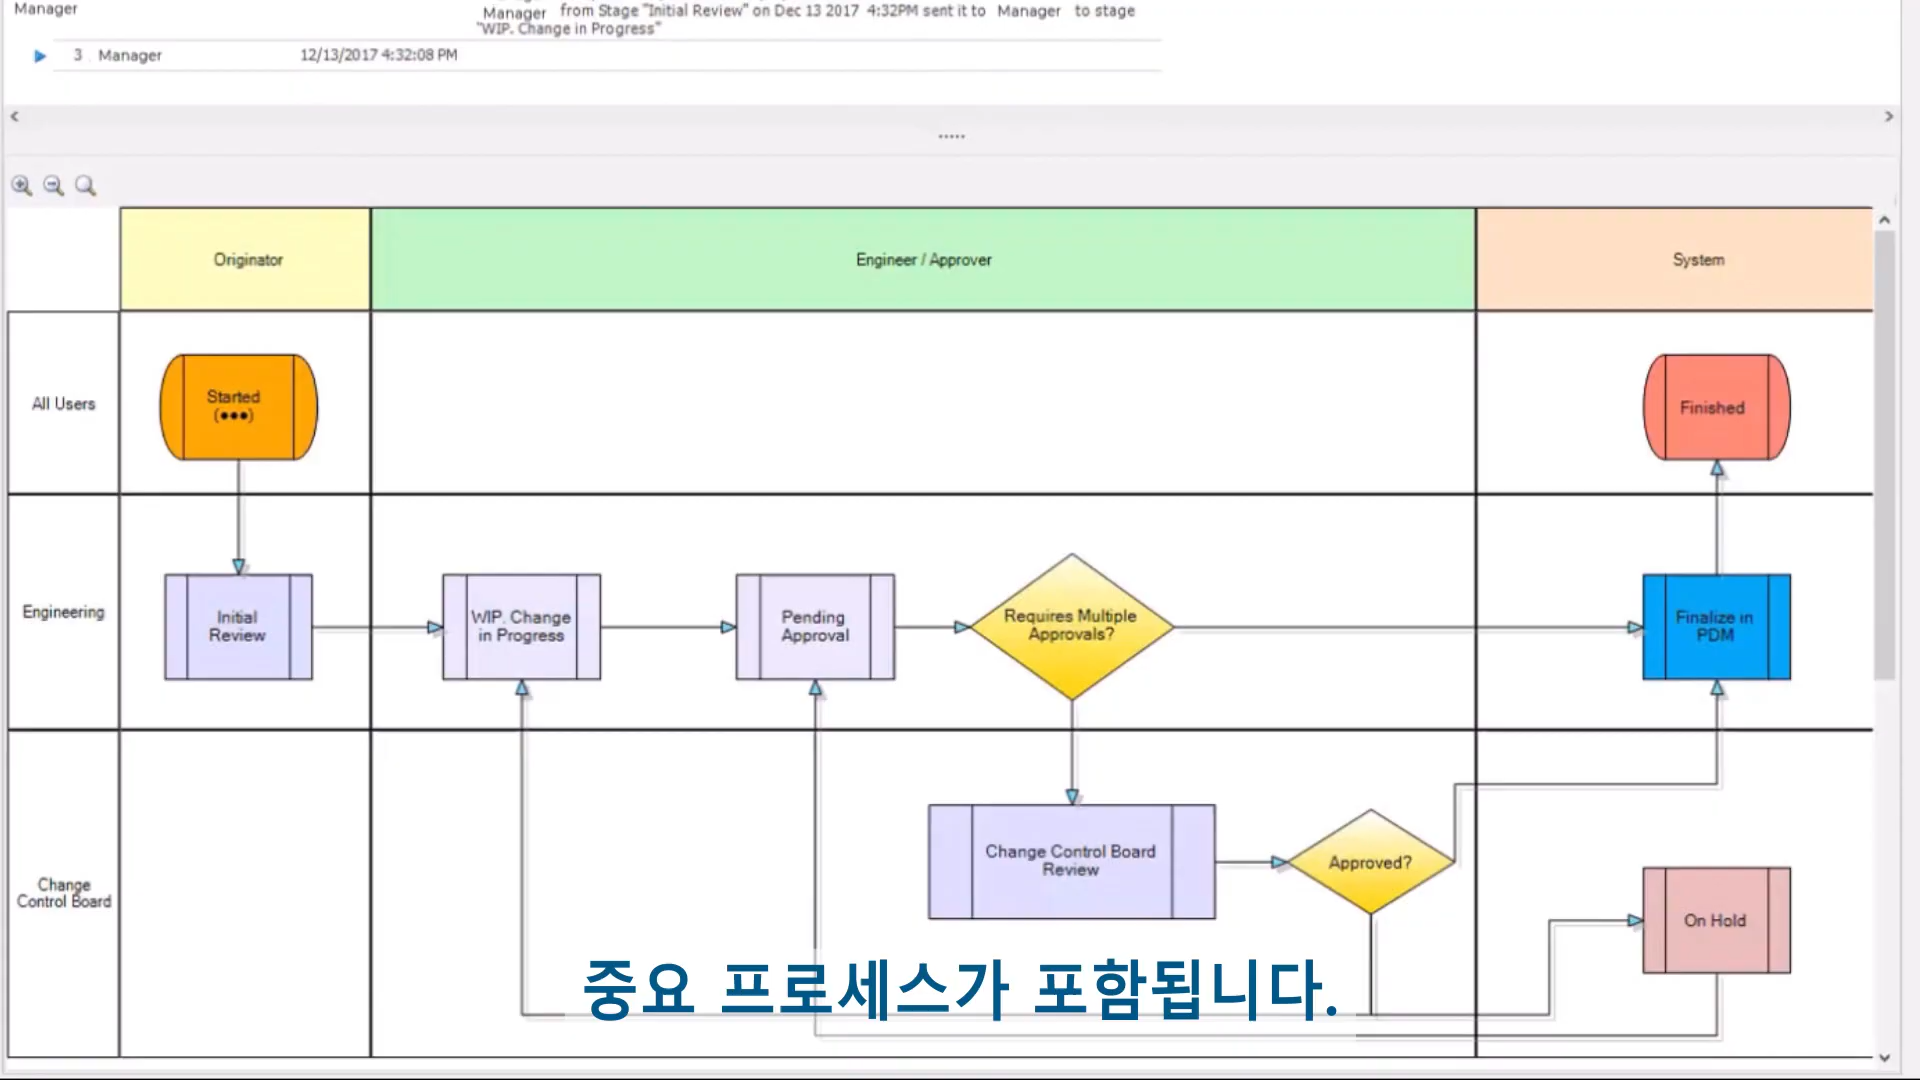 Manager
Manager from Stage "Initial Review" on Dec 13 2017 4:32PM sent it to Manager to stage
"WIP. Change in Progress"
3 Manager 12/13/2017 4:32:08 PM
Originator
Engineer / Approver
System
All Users
Started
(●●●)
Finished
Engineering
Initial
Review
WIP. Change
in Progress
Pending
Approval
Requires Multiple
Approvals?
Finalize in
PDM
Change
Control Board
Change Control Board
Review
Approved?
On Hold
중요 프로세스가 포함됩니다.